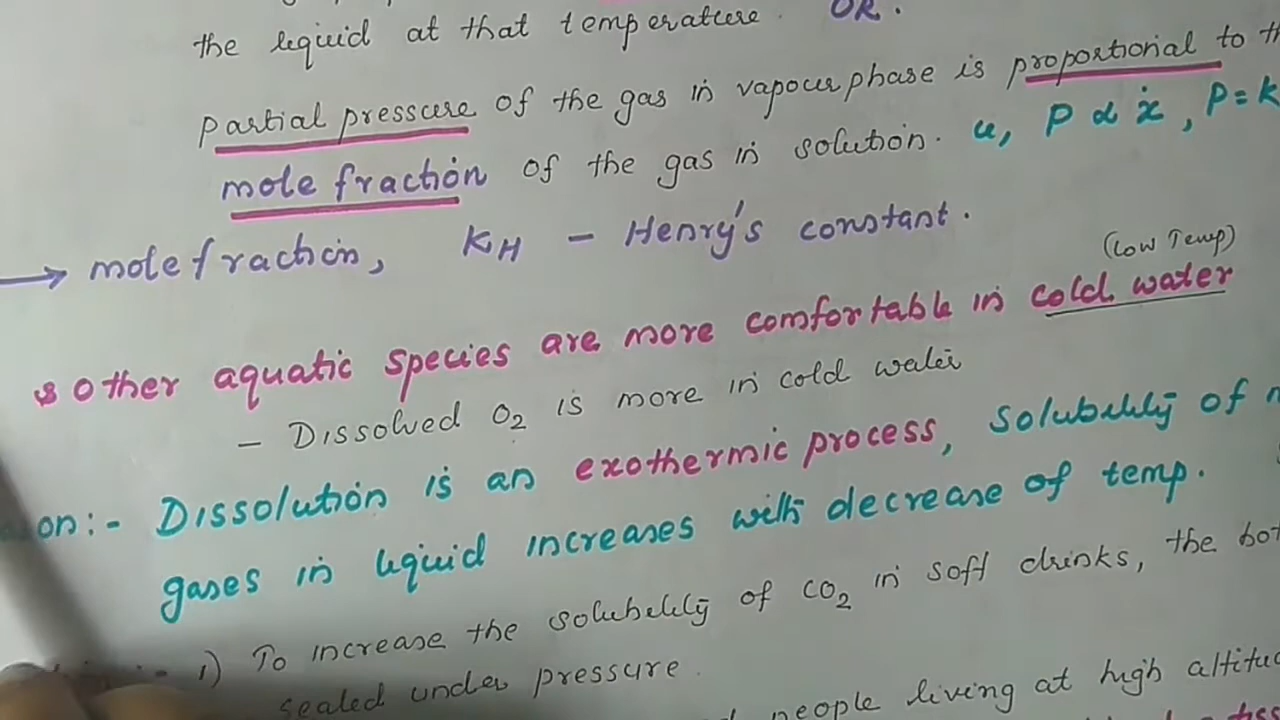 the liquid at that temperature. OR.
partial pressure of the gas in vapour phase is proportional to
mole fraction of the gas in solution. ie, P ∝ x, P = K
→ mole fraction, KH - Henry's constant.
(Low Temp)
Other aquatic species are more comfortable in cold water
- Dissolved O2 is more in cold water
:- Dissolution is an exothermic process, solubility of
gases in liquid increases with decrease of temp.
1) To increase the solubility of CO2 in soft drinks, the
sealed under pressure.
people living at high